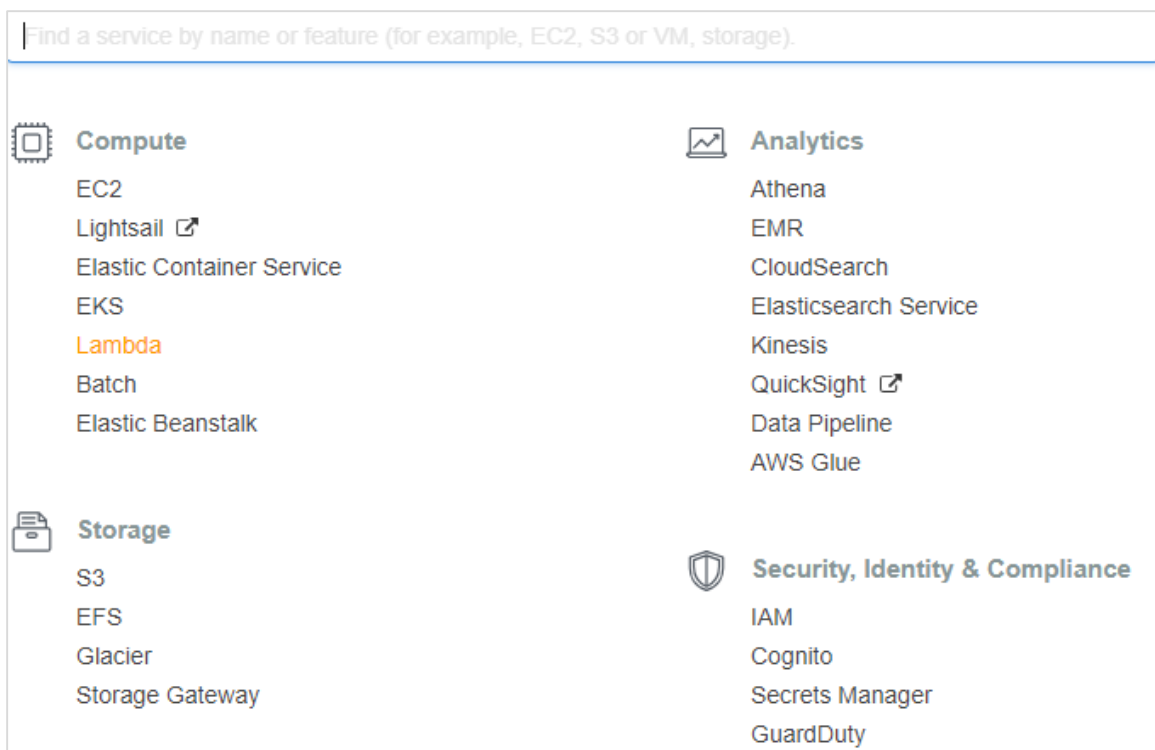 Find a service by name or feature (for example, EC2, S3 or VM, storage).
Compute
EC2
Lightsail
Elastic Container Service
EKS
Lambda
Batch
Elastic Beanstalk
Storage
S3
EFS
Glacier
Storage Gateway
Analytics
Athena
EMR
CloudSearch
Elasticsearch Service
Kinesis
QuickSight
Data Pipeline
AWS Glue
Security, Identity & Compliance
IAM
Cognito
Secrets Manager
GuardDuty